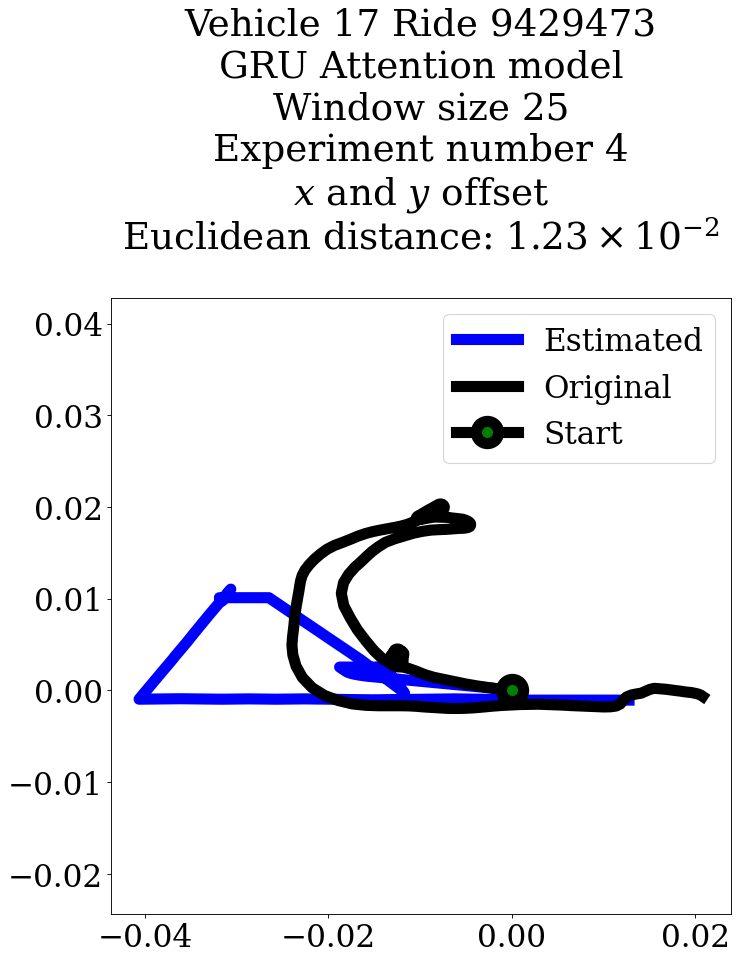 Vehicle 17 Ride 9429473
GRU Attention model
Window size 25
Experiment number 4
x and y offset
Euclidean distance: 1.23 × 10⁻²
Estimated
Original
Start
0.04
0.03
0.02
0.01
0.00
−0.01
−0.02
−0.04 −0.02 0.00 0.02